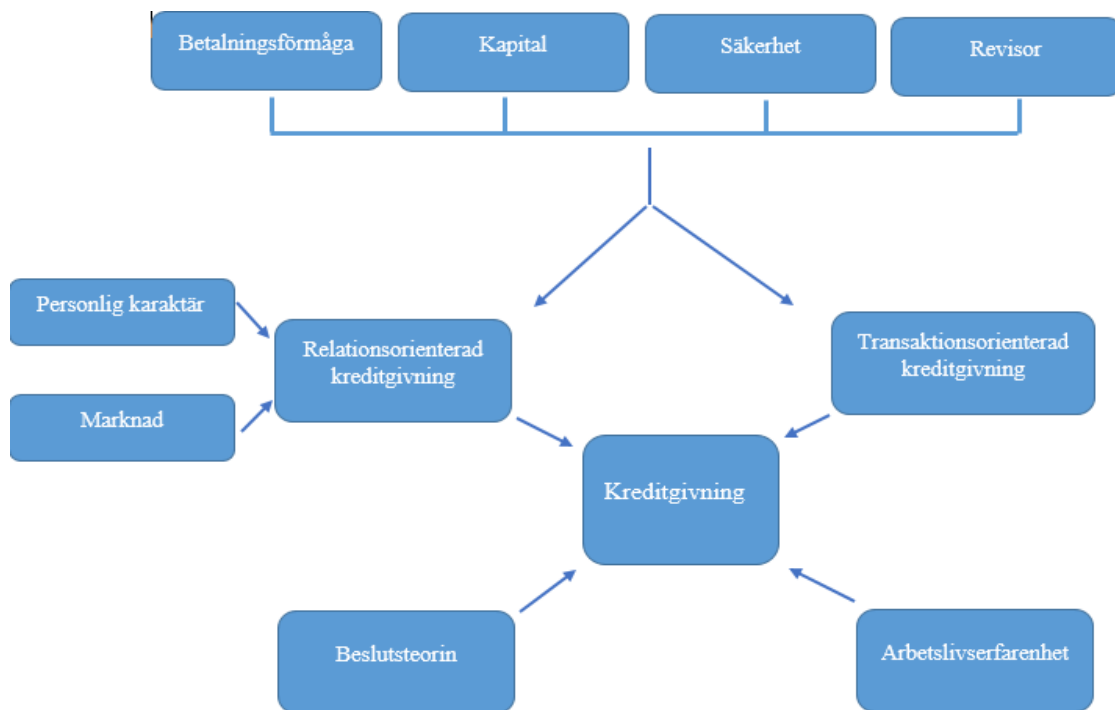 Betalningsförmåga
Kapital
Säkerhet
Revisor
Personlig karaktär
Relationsorienterad
kreditgivning
Transaktionsorienterad
kreditgivning
Marknad
Kreditgivning
Beslutsteorin
Arbetslivserfarenhet